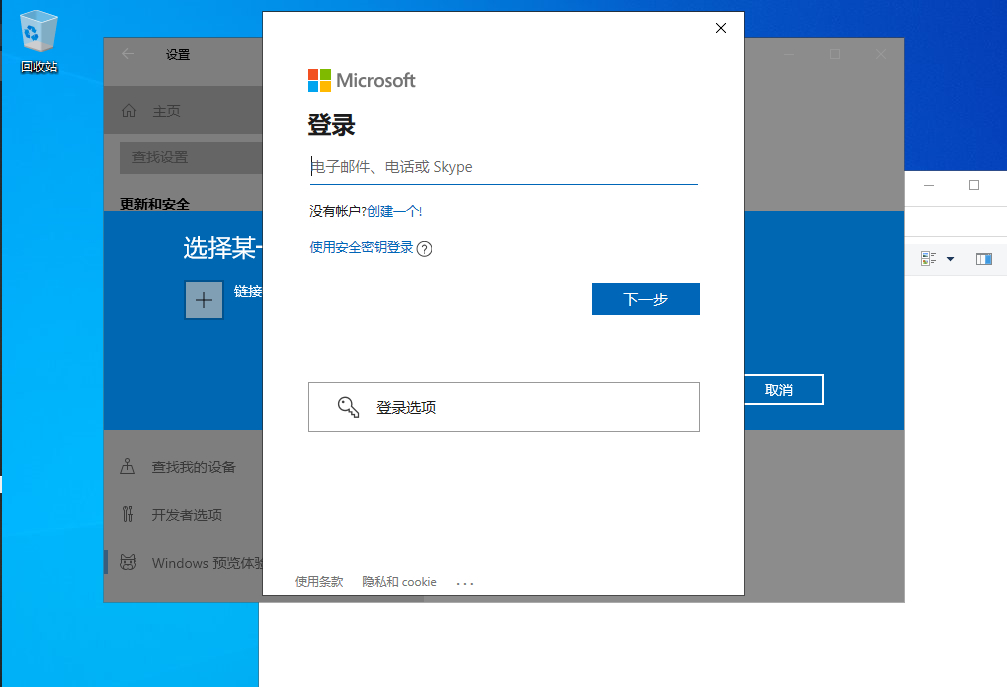 回收站
设置
主页
查找设置
更新和安全
选择某一
链接
取消
查找我的设备
开发者选项
Windows 预览体验
Microsoft
登录
电子邮件、电话或 Skype
没有帐户?创建一个!
使用安全密钥登录
下一步
登录选项
使用条款 隐私和 cookie ...